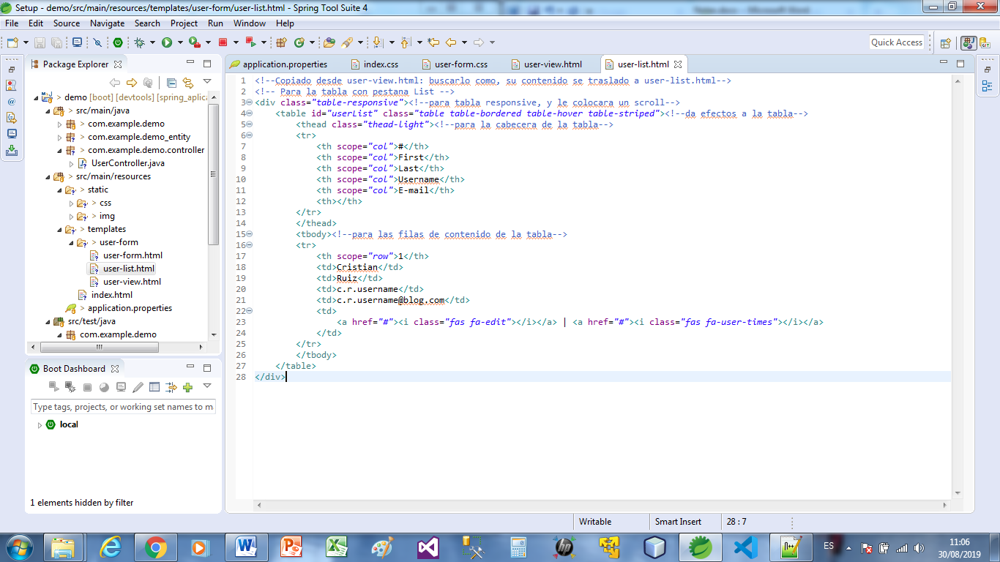 Setup - demo/src/main/resources/templates/user-form/user-list.html - Spring Tool Suite 4
File Edit Source Navigate Search Project Run Window Help
Quick Access
Package Explorer
> demo [boot] [devtools] [spring_aplic
> src/main/java
> com.example.demo
> com.example.demo_entity
> com.example.demo.controller
UserController.java
> src/main/resources
> static
> css
> img
> templates
> user-form
user-form.html
user-list.html
user-view.html
index.html
> application.properties
src/test/java
com.example.demo
Boot Dashboard
Type tags, projects, or working set names to m
local
1 elements hidden by filter
application.properties index.css user-form.css user-view.html user-list.html
1 <!--Copiado desde user-view.html: buscarlo como, su contenido se traslado a user-list.html-->
2 <!-- Para la tabla con pestana List -->
3 <div class="table-responsive"><!--para tabla responsive, y le colocara un scroll-->
4 <table id="userList" class="table table-bordered table-hover table-striped"><!--da efectos a la tabla-->
5 <thead class="thead-light"><!--para la cabecera de la tabla-->
6 <tr>
7 <th scope="col">#</th>
8 <th scope="col">First</th>
9 <th scope="col">Last</th>
10 <th scope="col">Username</th>
11 <th scope="col">E-mail</th>
12 <th></th>
13 </tr>
14 </thead>
15 <tbody><!--para las filas de contenido de la tabla-->
16 <tr>
17 <th scope="row">1</th>
18 <td>Cristian</td>
19 <td>Ruiz</td>
20 <td>c.r.username</td>
21 <td>c.r.username@blog.com</td>
22 <td>
23 <a href="#"><i class="fas fa-edit"></i></a> | <a href="#"><i class="fas fa-user-times"></i></a>
24 </td>
25 </tr>
26 </tbody>
27 </table>
28 </div>
Writable Smart Insert 28 : 7
ES
11:06
30/08/2019